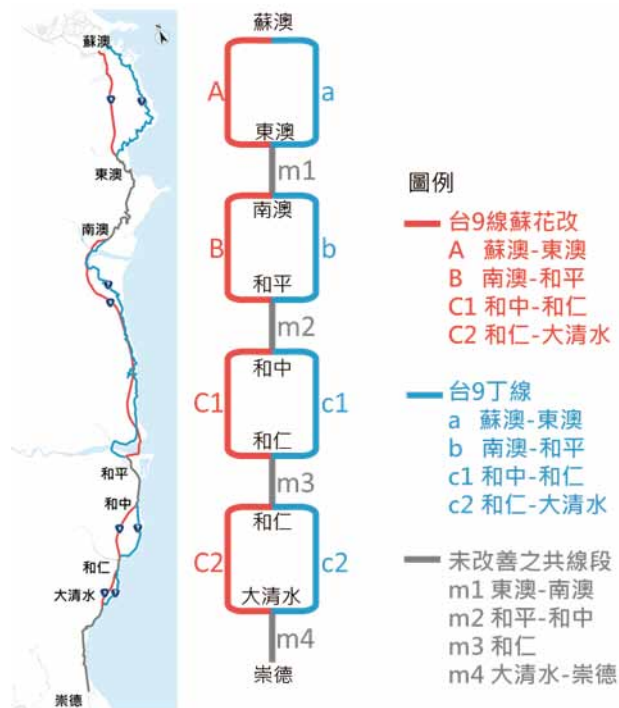 蘇澳
東澳
南澳
和平
和中
和仁
大清水
崇德
蘇澳
A
a
東澳
m1
南澳
B
b
和平
m2
和中
C1
c1
和仁
m3
和仁
C2
c2
大清水
m4
崇德
圖例
台9線蘇花改
A 蘇澳-東澳
B 南澳-和平
C1 和中-和仁
C2 和仁-大清水
台9丁線
a 蘇澳-東澳
b 南澳-和平
c1 和中-和仁
c2 和仁-大清水
未改善之共線段
m1 東澳-南澳
m2 和平-和中
m3 和仁
m4 大清水-崇德